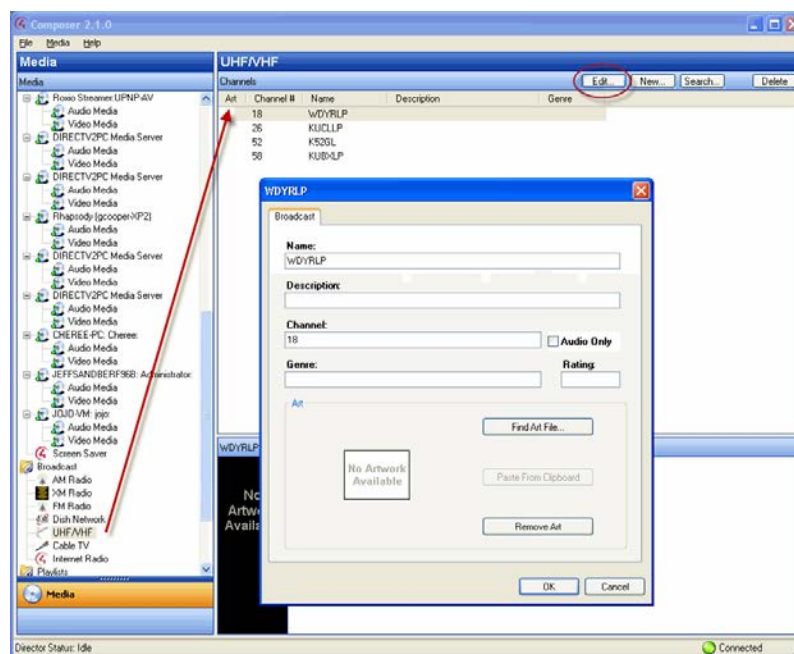 Composer 2.1.0
File Media Help
Media
Media
Roxio Streamer:UPNP-AV
Audio Media
Video Media
DIRECTV2PC Media Server
Audio Media
Video Media
DIRECTV2PC Media Server
Audio Media
Video Media
Rhapsody (gcooper-XP2)
Audio Media
Video Media
DIRECTV2PC Media Server
Audio Media
Video Media
DIRECTV2PC Media Server
Audio Media
Video Media
CHEREE-PC: Cheree:
Audio Media
Video Media
JEFFSANDBERF968: Administrator:
Audio Media
Video Media
JOJO-VM: jojo:
Audio Media
Video Media
Screen Saver
Broadcast
AM Radio
XM Radio
FM Radio
Dish Network
UHF/VHF
Cable TV
Internet Radio
Playlists
Media
UHF/VHF
Channels Edit... New... Search... Delete
Art Channel # Name Description Genre
18 WDYRLP
26 KUCLLP
52 K52GL
58 KUBXLP
WDYRLP
No
Artw
Availa
WDYRLP
Broadcast
Name:
WDYRLP
Description:
Channel:
18 Audio Only
Genre: Rating:
Art
Find Art File...
No Artwork
Available
Paste From Clipboard
Remove Art
OK Cancel
Director Status: Idle Connected